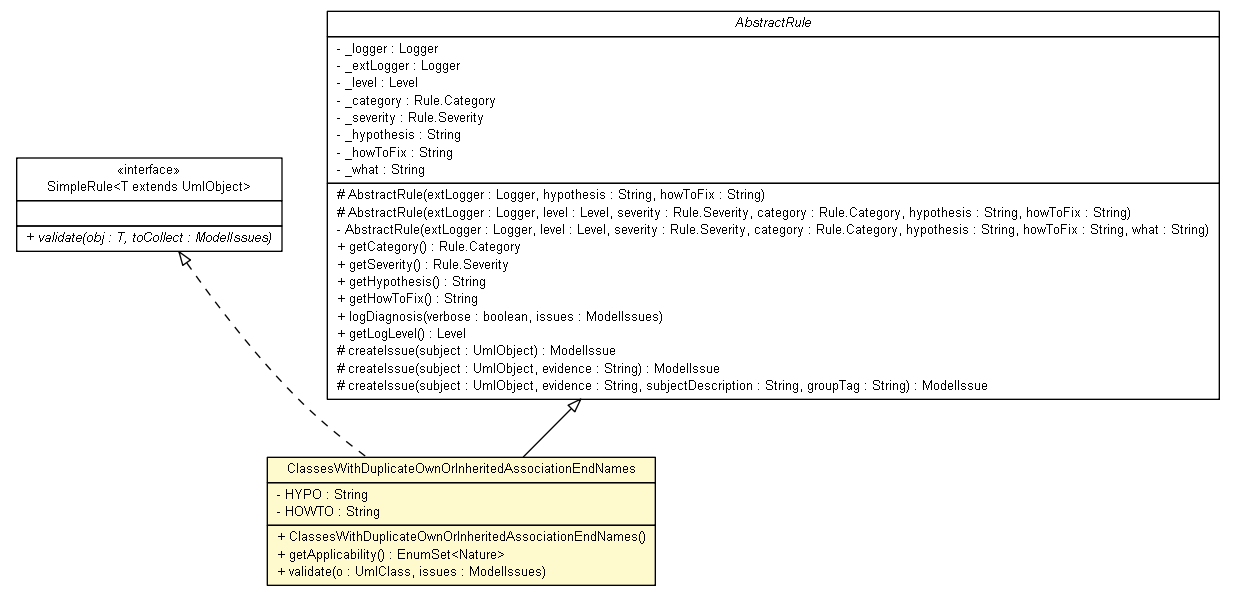 AbstractRule
- _logger : Logger
- _extLogger : Logger
- _level : Level
- _category : Rule.Category
- _severity : Rule.Severity
- _hypothesis : String
- _howToFix : String
- _what : String
# AbstractRule(extLogger : Logger, hypothesis : String, howToFix : String)
# AbstractRule(extLogger : Logger, level : Level, severity : Rule.Severity, category : Rule.Category, hypothesis : String, howToFix : String)
- AbstractRule(extLogger : Logger, level : Level, severity : Rule.Severity, category : Rule.Category, hypothesis : String, howToFix : String, what : String)
+ getCategory() : Rule.Category
+ getSeverity() : Rule.Severity
+ getHypothesis() : String
+ getHowToFix() : String
+ logDiagnosis(verbose : boolean, issues : ModelIssues)
+ getLogLevel() : Level
# createIssue(subject : UmlObject) : ModelIssue
# createIssue(subject : UmlObject, evidence : String) : ModelIssue
# createIssue(subject : UmlObject, evidence : String, subjectDescription : String, groupTag : String) : ModelIssue
«interface»
SimpleRule<T extends UmlObject>
+ validate(obj : T, toCollect : ModelIssues)
ClassesWithDuplicateOwnOrInheritedAssociationEndNames
- HYPO : String
- HOWTO : String
+ ClassesWithDuplicateOwnOrInheritedAssociationEndNames()
+ getApplicability() : EnumSet<Nature>
+ validate(o : UmlClass, issues : ModelIssues)